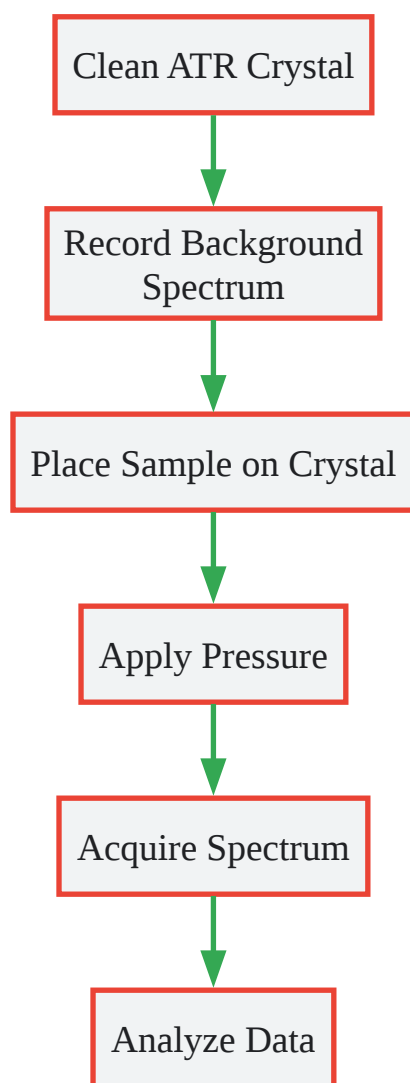 Clean ATR Crystal
Record Background
Spectrum
Place Sample on Crystal
Apply Pressure
Acquire Spectrum
Analyze Data